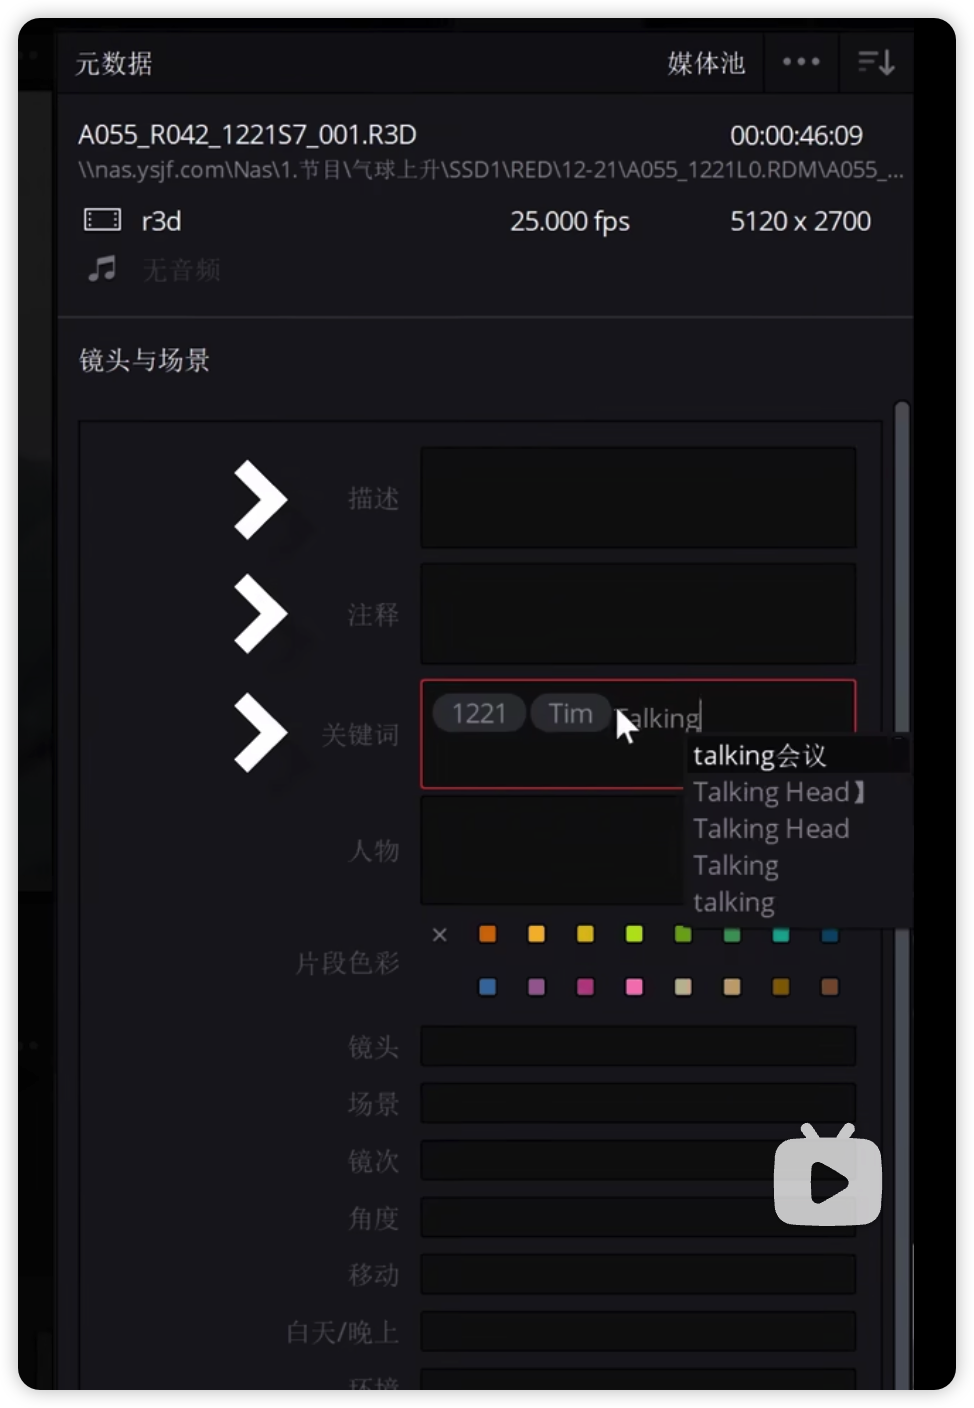 元数据
媒体池
A055_R042_1221S7_001.R3D 00:00:46:09
\\nas.ysjf.com\Nas\1.节目\气球上升\SSD1\RED\12-21\A055_1221L0.RDM\A055_...
r3d 25.000 fps 5120 x 2700
无音频
镜头与场景
描述
注释
关键词 1221 Tim Talking
talking会议
Talking Head】
Talking Head
Talking
talking
人物
片段色彩
镜头
场景
镜次
角度
移动
白天/晚上
环境